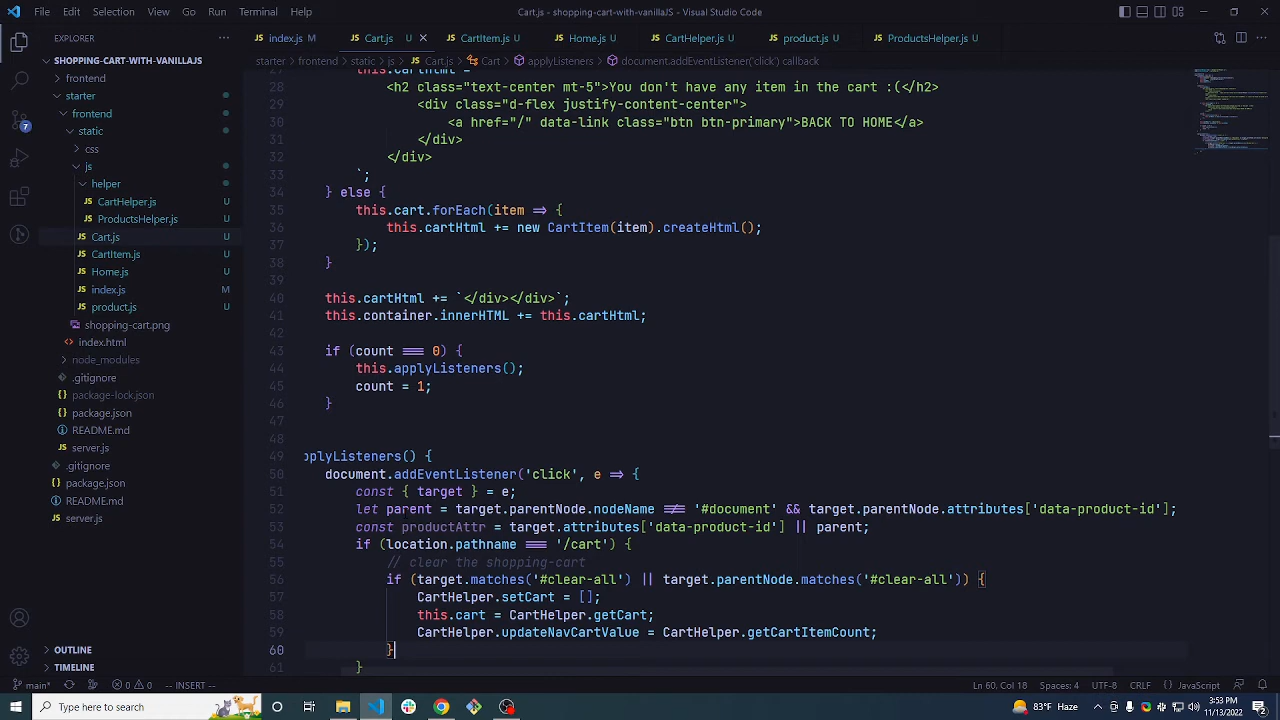 File Edit Selection View Go Run Terminal Help
Cart.js - shopping-cart-with-vanillaJS - Visual Studio Code
EXPLORER
index.js M
Cart.js U
CartItem.js U
Home.js U
CartHelper.js U
product.js U
ProductsHelper.js U
starter > frontend > static > js > Cart.js > Cart > applyListeners > document.addEventListener('click') callback
SHOPPING-CART-WITH-VANILLAJS
frontend
starter
frontend
static
css
js
helper
CartHelper.js U
ProductsHelper.js U
Cart.js U
CartItem.js U
Home.js U
index.js M
product.js U
shopping-cart.png
index.html
node_modules
.gitignore
package-lock.json
package.json
README.md
server.js
.gitignore
package.json
README.md
server.js
OUTLINE
TIMELINE
7
27 this.cartHtml =
28 <h2 class="text-center mt-5">You don't have any item in the cart :(</h2>
29 <div class="d-flex justify-content-center">
30 data-link class="btn btn-primary">BACK TO HOME</a>
31 </div>
32 </div>
33 `;
34 } else {
35 this.cart.forEach(item => {
36 this.cartHtml += new CartItem(item).createHtml();
37 });
38 }
39
40 this.cartHtml += `</div></div>`;
41 this.container.innerHTML += this.cartHtml;
42
43 if (count === 0) {
44 this.applyListeners();
45 count = 1;
46 }
47
48
49 pplyListeners() {
50 document.addEventListener('click', e => {
51 const { target } = e;
52 let parent = target.parentNode.nodeName !== '#document' && target.parentNode.attributes['data-product-id'];
53 const productAttr = target.attributes['data-product-id'] || parent;
54 if (location.pathname === '/cart') {
55 // clear the shopping-cart
56 if (target.matches('#clear-all') || target.parentNode.matches('#clear-all')) {
57 CartHelper.setCart = [];
58 this.cart = CartHelper.getCart;
59 CartHelper.updateNavCartValue = CartHelper.getCartItemCount;
60 }
61 }
main* 0 0 -- INSERT -- Ln 60, Col 18 Spaces: 4 UTF-8 CRLF JavaScript
Type here to search
83°F Haze
3:53 PM
11/13/2022
2